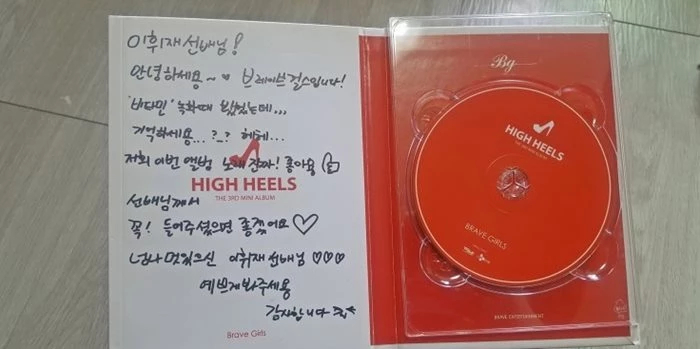 이휘재 선배님!
안녕하세용~♥ 브레이브걸스입니다!
'비타민' 녹화때 뵀었는데...
기억하세용...?_? 헤헤...
저희 이번 앨범 노래 진짜! 좋아용
HIGH HEELS
THE 3RD MINI ALBUM
선배님께서
꼭! 들어주셨으면 좋겠어요♡
너무 멋있으신 이휘재 선배님 ♡♡♡
예쁘게봐주세용
감사합니다
Brave Girls
Bg
HIGH HEELS
THE 3RD MINI ALBUM
BRAVE GIRLS
BRAVE ENTERTAINMENT